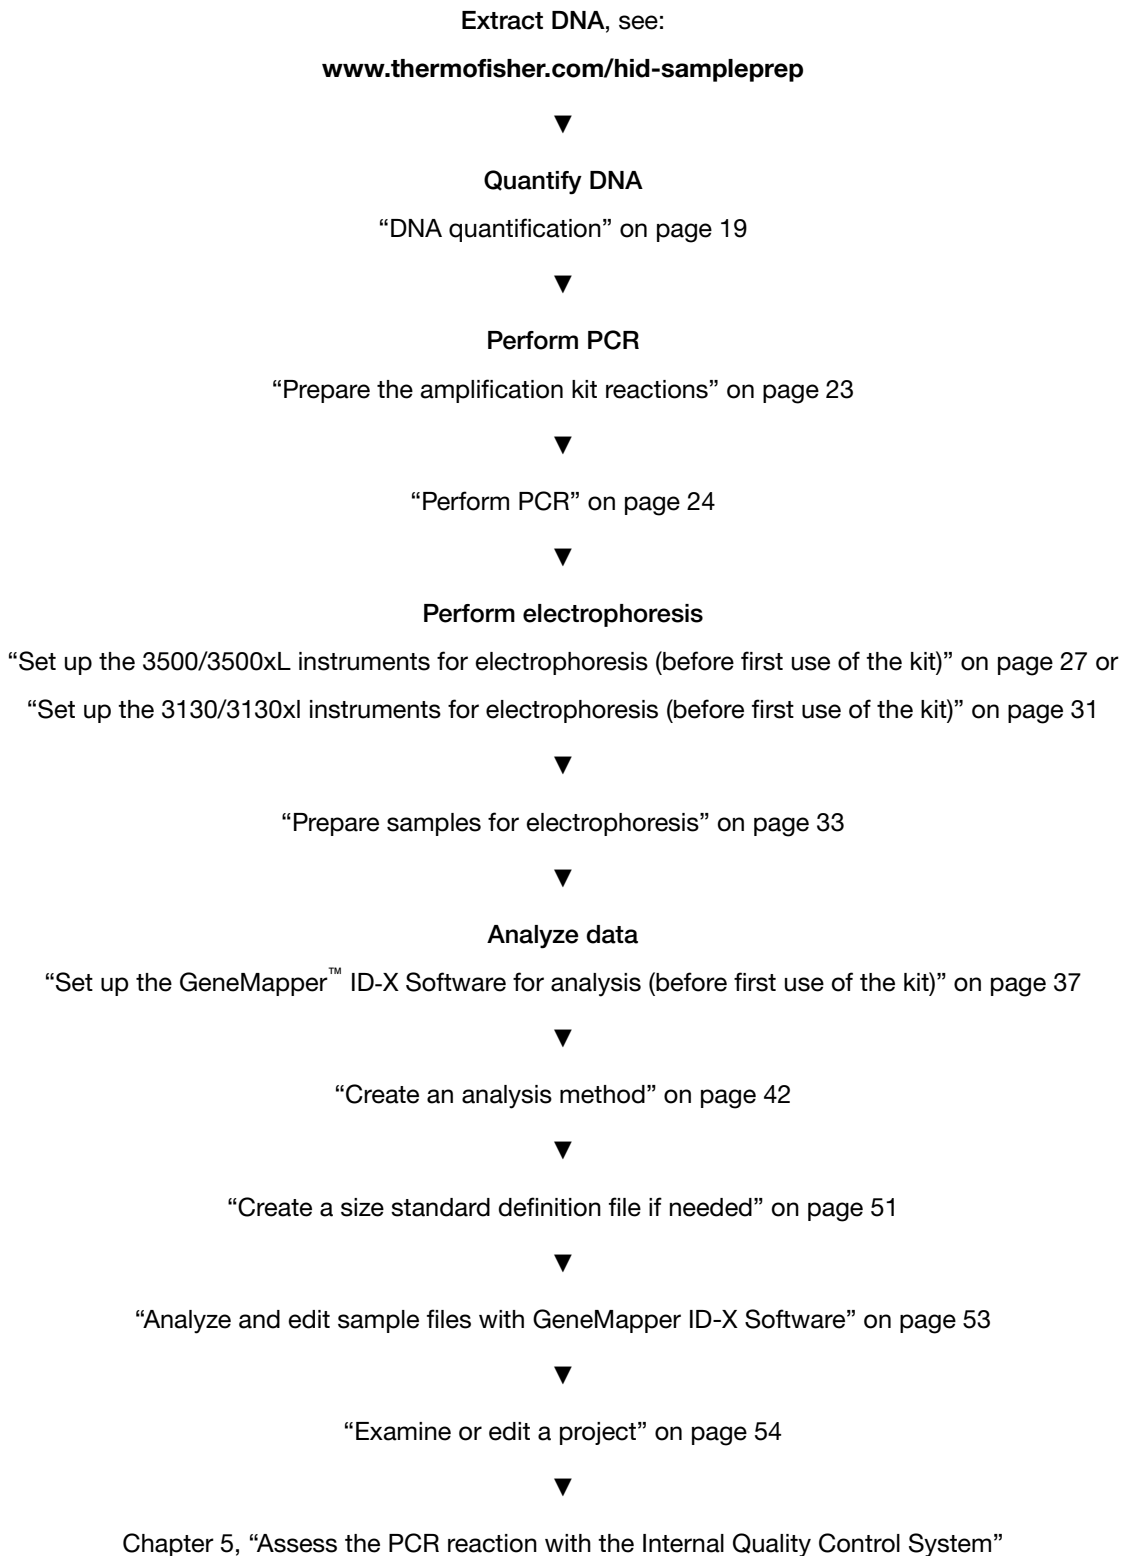 Extract DNA, see:
www.thermofisher.com/hid-sampleprep
▼
Quantify DNA
“DNA quantification” on page 19
▼
Perform PCR
“Prepare the amplification kit reactions” on page 23
▼
“Perform PCR” on page 24
▼
Perform electrophoresis
“Set up the 3500/3500xL instruments for electrophoresis (before first use of the kit)” on page 27 or
“Set up the 3130/3130xl instruments for electrophoresis (before first use of the kit)” on page 31
▼
“Prepare samples for electrophoresis” on page 33
▼
Analyze data
“Set up the GeneMapper™ ID-X Software for analysis (before first use of the kit)” on page 37
▼
“Create an analysis method” on page 42
▼
“Create a size standard definition file if needed” on page 51
▼
“Analyze and edit sample files with GeneMapper ID-X Software” on page 53
▼
“Examine or edit a project” on page 54
▼
Chapter 5, “Assess the PCR reaction with the Internal Quality Control System”